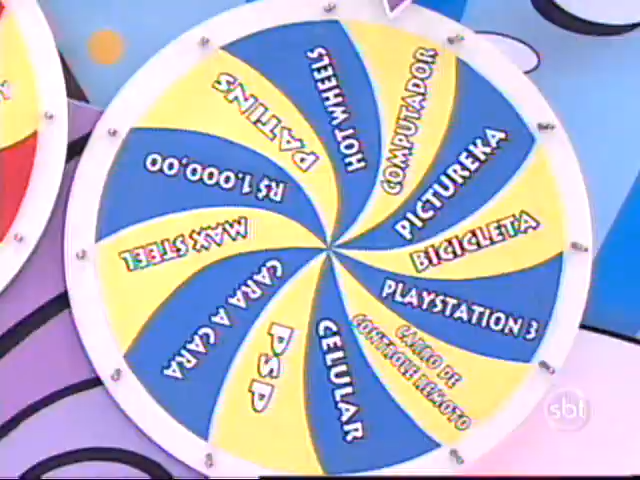 HOT WHEELS
COMPUTADOR
PICTUREKA
BICICLETA
PLAYSTATION 3
CARRO DE
CONTROLE REMOTO
CELULAR
PSP
CARA A CARA
MAX STEEL
R$1.000,00
PATINS
sbt